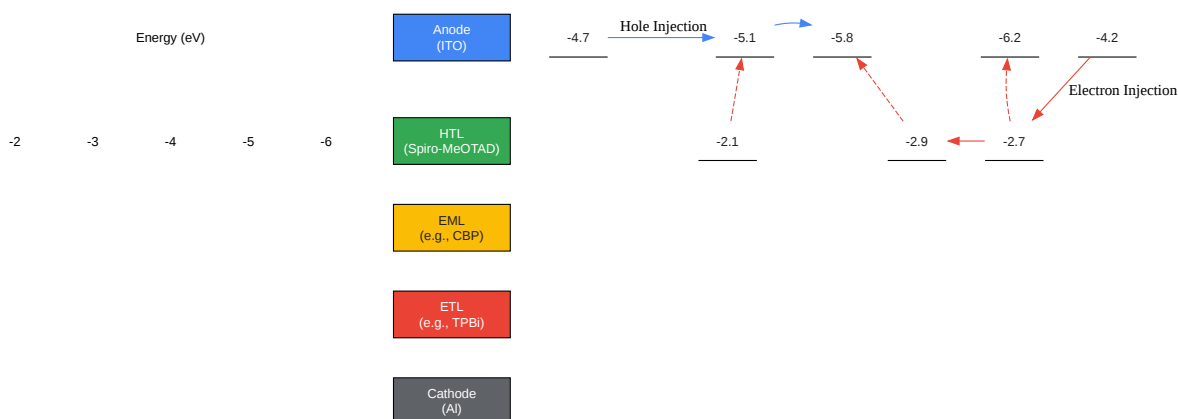 Energy (eV)
Anode
(ITO)
-4.7
Hole Injection
-5.1
-5.8
-6.2
-4.2
Electron Injection
-2
-3
-4
-5
-6
HTL
(Spiro-MeOTAD)
-2.1
-2.9
-2.7
EML
(e.g., CBP)
ETL
(e.g., TPBi)
Cathode
(Al)